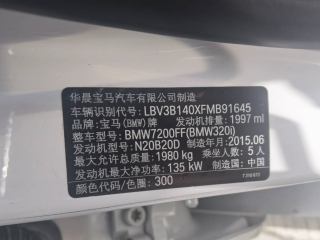 华晨宝马汽车有限公司制造
车辆识别代号: LBV3B140XFMB91645
品牌: 宝马(BMW) 发动机排量: 1997 ml
整车型号: BMW7200FF(BMW320i)
发动机型号: N20B20D 制造年月: 2015.06
最大允许总质量: 1980 kg 乘坐人数: 5人
发动机最大净功率: 135 kW 制造国: 中国
颜色代码/色圈: 300